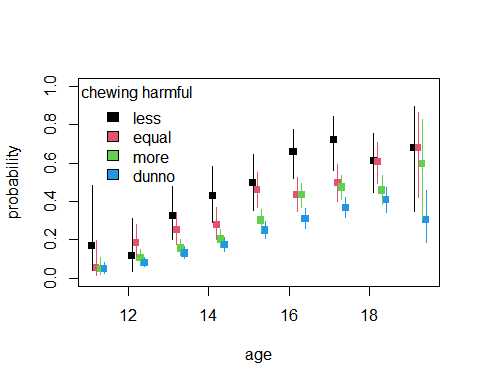 chewing harmful
less
equal
more
dunno
probability
0.0 0.2 0.4 0.6 0.8 1.0
12 14 16 18
age